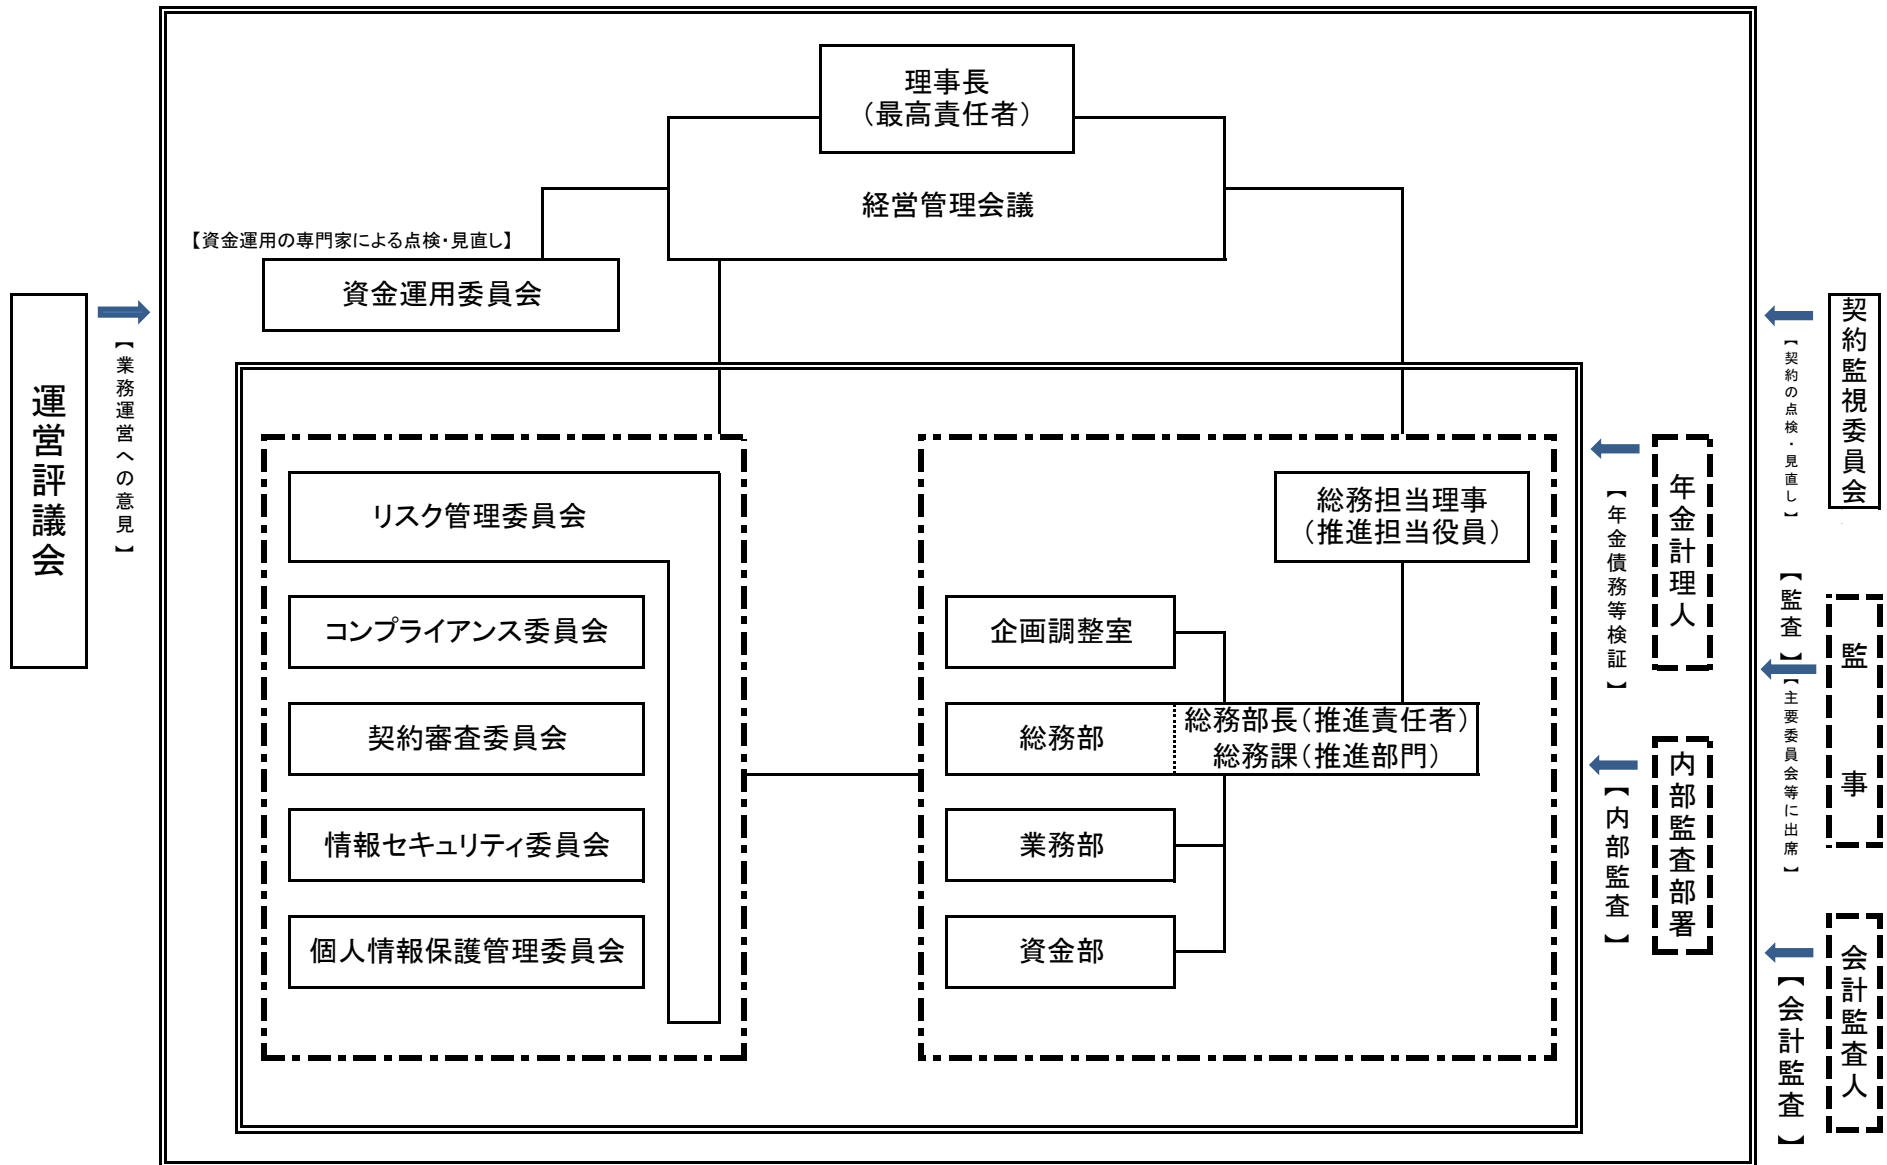 理事長
（最高責任者）
経営管理会議
【資金運用の専門家による点検・見直し】
資金運用委員会
運営評議会
【業務運営への意見】
リスク管理委員会
コンプライアンス委員会
契約審査委員会
情報セキュリティ委員会
個人情報保護管理委員会
総務担当理事
（推進担当役員）
企画調整室
総務部
総務部長（推進責任者）
総務課（推進部門）
業務部
資金部
【年金債務等検証】
年金計理人
【内部監査】
内部監査部署
【契約の点検・見直し】
契約監視委員会
【監査】
【主要委員会等に出席】
監事
【会計監査】
会計監査人